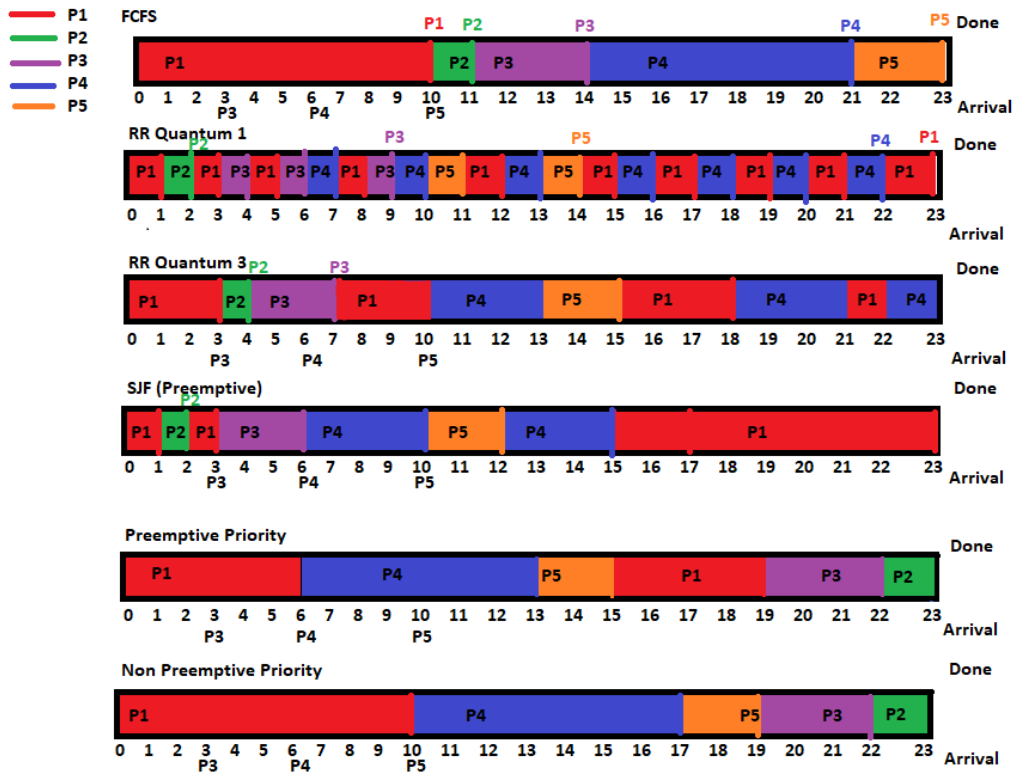 P1
P2
P3
P4
P5
FCFS
P1 P2 P3 P4 P5 Done
P1 P2 P3 P4 P5
0 1 2 3 4 5 6 7 8 9 10 11 12 13 14 15 16 17 18 19 20 21 22 23
P3 P4 P5 Arrival
RR Quantum 1
P2 P3 P5 P4 P1 Done
P1 P2 P1 P3 P1 P3 P4 P1 P3 P4 P5 P1 P4 P5 P1 P4 P1 P4 P1 P4 P1 P4 P1
0 1 2 3 4 5 6 7 8 9 10 11 12 13 14 15 16 17 18 19 20 21 22 23
Arrival
RR Quantum 3
P2 P3 Done
P1 P2 P3 P1 P4 P5 P1 P4 P1 P4
0 1 2 3 4 5 6 7 8 9 10 11 12 13 14 15 16 17 18 19 20 21 22 23
P3 P4 P5 Arrival
SJF (Preemptive)
P2 Done
P1 P2 P1 P3 P4 P5 P4 P1
0 1 2 3 4 5 6 7 8 9 10 11 12 13 14 15 16 17 18 19 20 21 22 23
P3 P4 P5 Arrival
Preemptive Priority
Done
P1 P4 P5 P1 P3 P2
0 1 2 3 4 5 6 7 8 9 10 11 12 13 14 15 16 17 18 19 20 21 22 23
P3 P4 P5 Arrival
Non Preemptive Priority
Done
P1 P4 P5 P3 P2
0 1 2 3 4 5 6 7 8 9 10 11 12 13 14 15 16 17 18 19 20 21 22 23
P3 P4 P5 Arrival